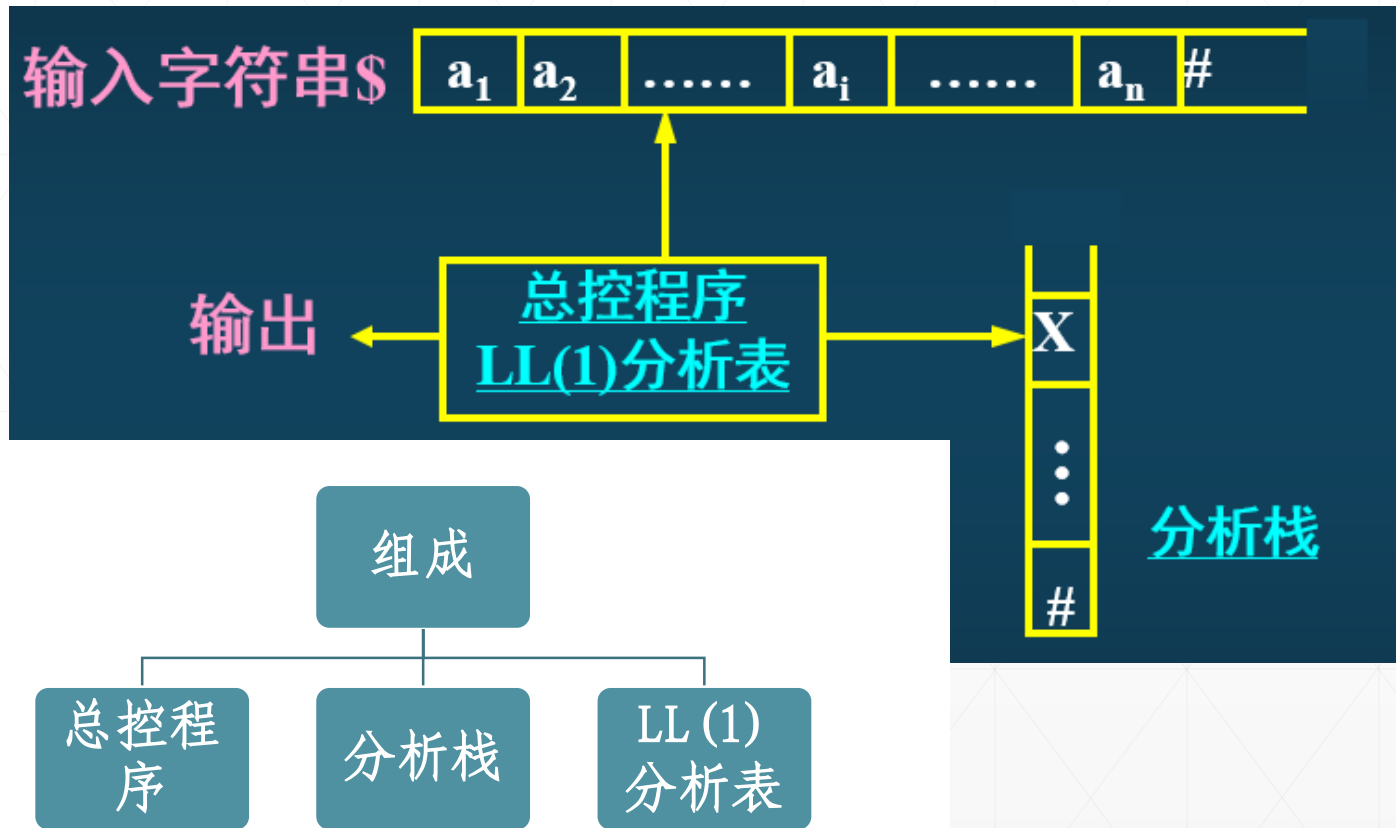 输入字符串$ a₁ a₂ …… aᵢ …… aₙ #
输出
总控程序
LL(1)分析表
X
⋮
#
分析栈
组成
总控程
序
分析栈
LL(1)
分析表